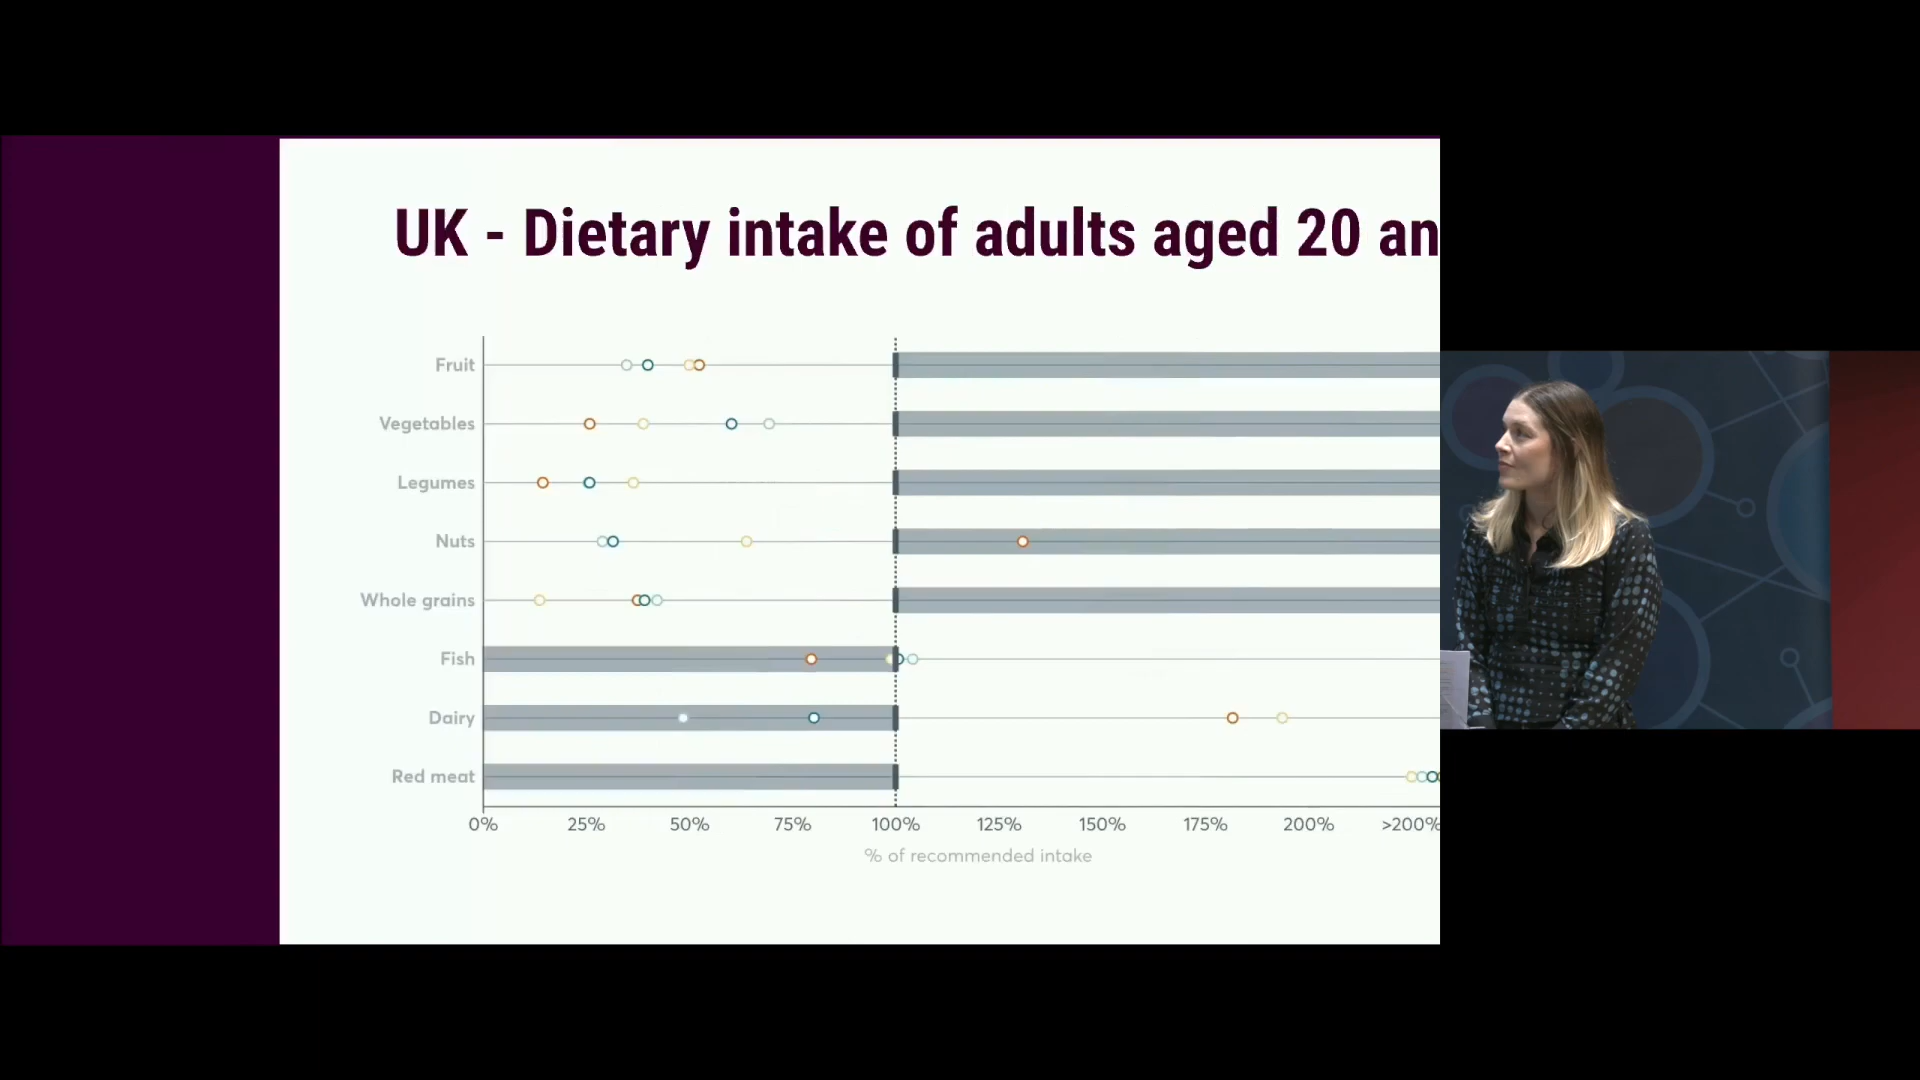 UK - Dietary intake of adults aged 20 an
Fruit
Vegetables
Legumes
Nuts
Whole grains
Fish
Dairy
Red meat
0% 25% 50% 75% 100% 125% 150% 175% 200% >200%
% of recommended intake